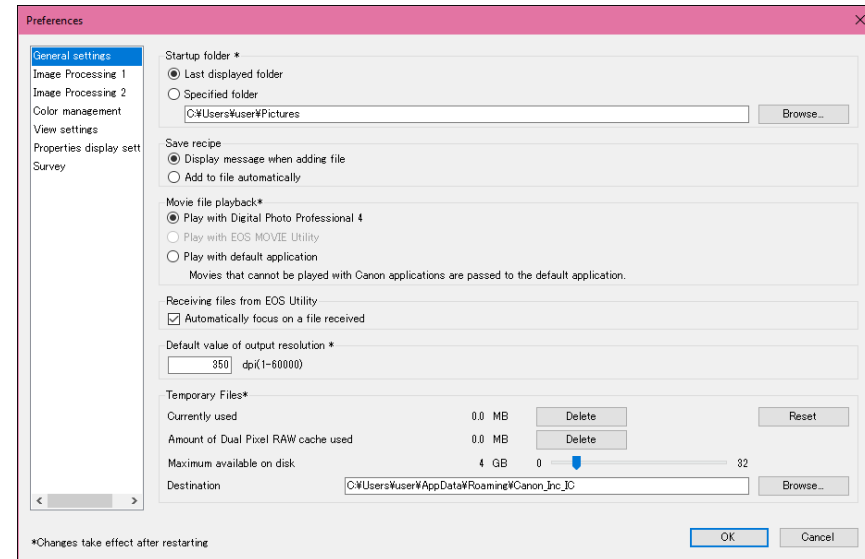 Preferences
General settings
Image Processing 1
Image Processing 2
Color management
View settings
Properties display sett
Survey
Startup folder *
Last displayed folder
Specified folder
C:¥Users¥user¥Pictures Browse...
Save recipe
Display message when adding file
Add to file automatically
Movie file playback*
Play with Digital Photo Professional 4
Play with EOS MOVIE Utility
Play with default application
Movies that cannot be played with Canon applications are passed to the default application.
Receiving files from EOS Utility
Automatically focus on a file received
Default value of output resolution *
350 dpi(1-60000)
Temporary Files*
Currently used 0.0 MB Delete Reset
Amount of Dual Pixel RAW cache used 0.0 MB Delete
Maximum available on disk 4 GB 0 32
Destination C:¥Users¥user¥AppData¥Roaming¥Canon_Inc_IC Browse...
*Changes take effect after restarting
OK Cancel